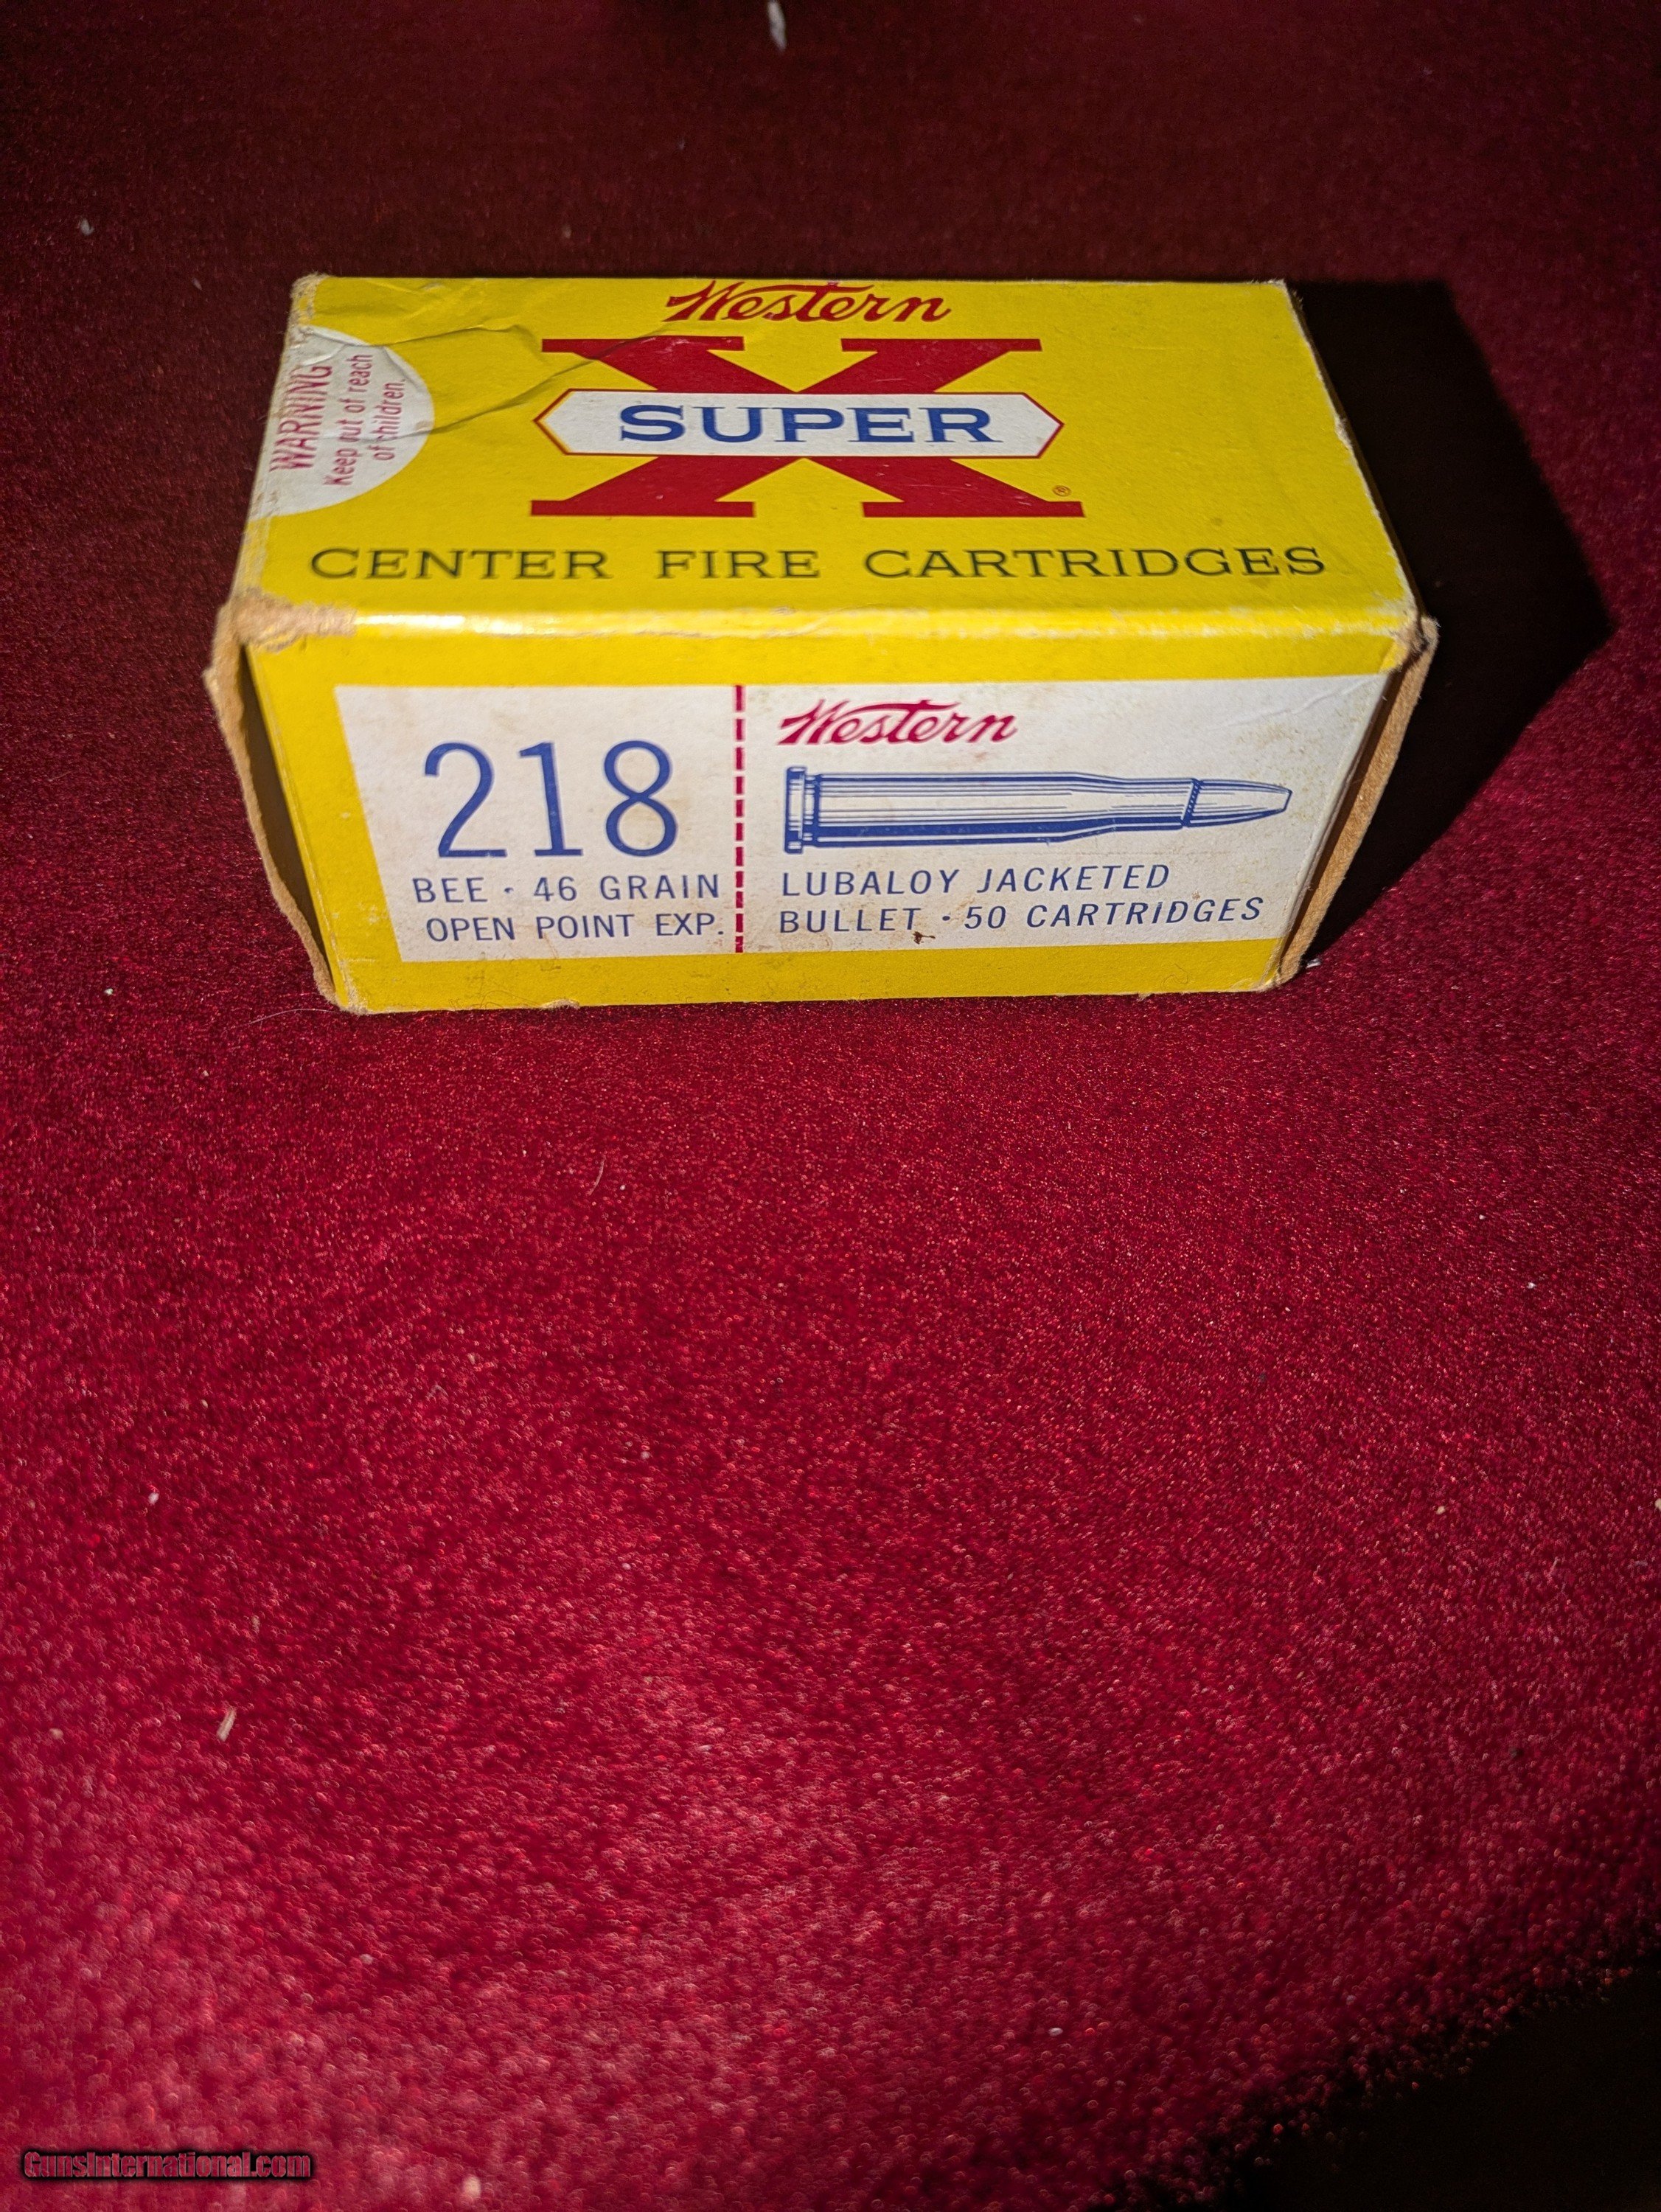 Western
SUPER X ®
CENTER FIRE CARTRIDGES
WARNING
Keep out of reach
of children.
218
BEE · 46 GRAIN
OPEN POINT EXP.
Western
LUBALOY JACKETED
BULLET · 50 CARTRIDGES
GunsInternational.com